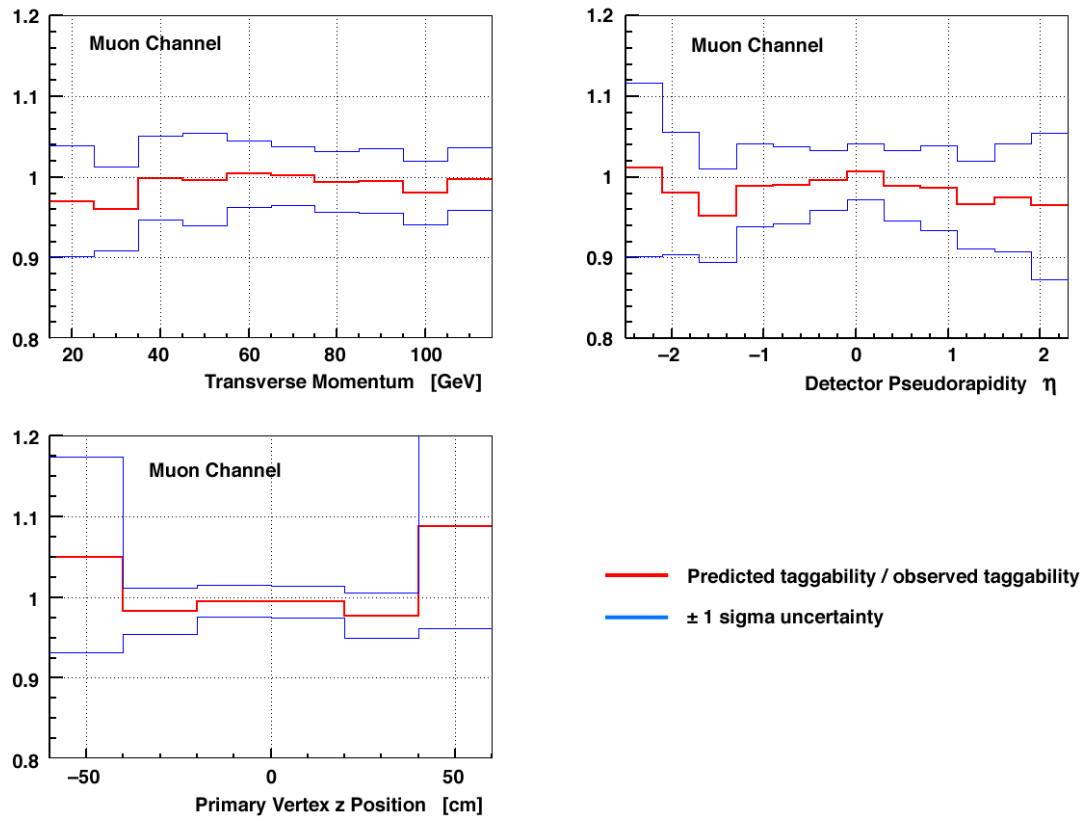 1.2
1.1
1
0.9
0.8
Muon Channel
20 40 60 80 100
Transverse Momentum [GeV]
1.2
1.1
1
0.9
0.8
Muon Channel
−2 −1 0 1 2
Detector Pseudorapidity η
1.2
1.1
1
0.9
0.8
Muon Channel
−50 0 50
Primary Vertex z Position [cm]
Predicted taggability / observed taggability
± 1 sigma uncertainty